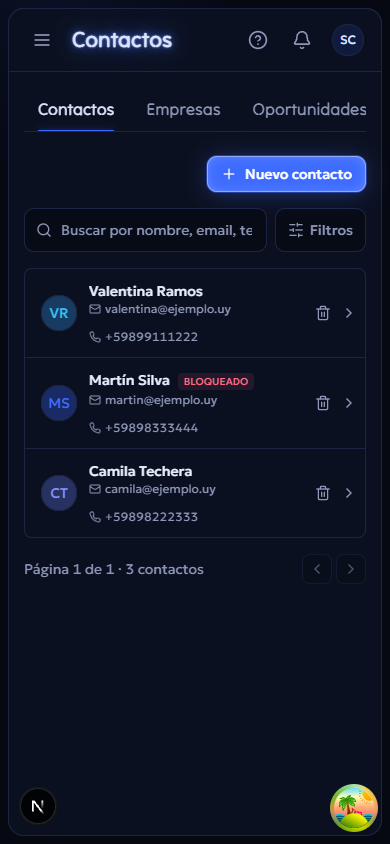 Contactos
SC
Contactos Empresas Oportunidades
+ Nuevo contacto
Buscar por nombre, email, te
Filtros
VR
Valentina Ramos
valentina@ejemplo.uy
+59899111222
MS
Martín Silva BLOQUEADO
martin@ejemplo.uy
+59898333444
CT
Camila Techera
camila@ejemplo.uy
+59898222333
Página 1 de 1 · 3 contactos
N